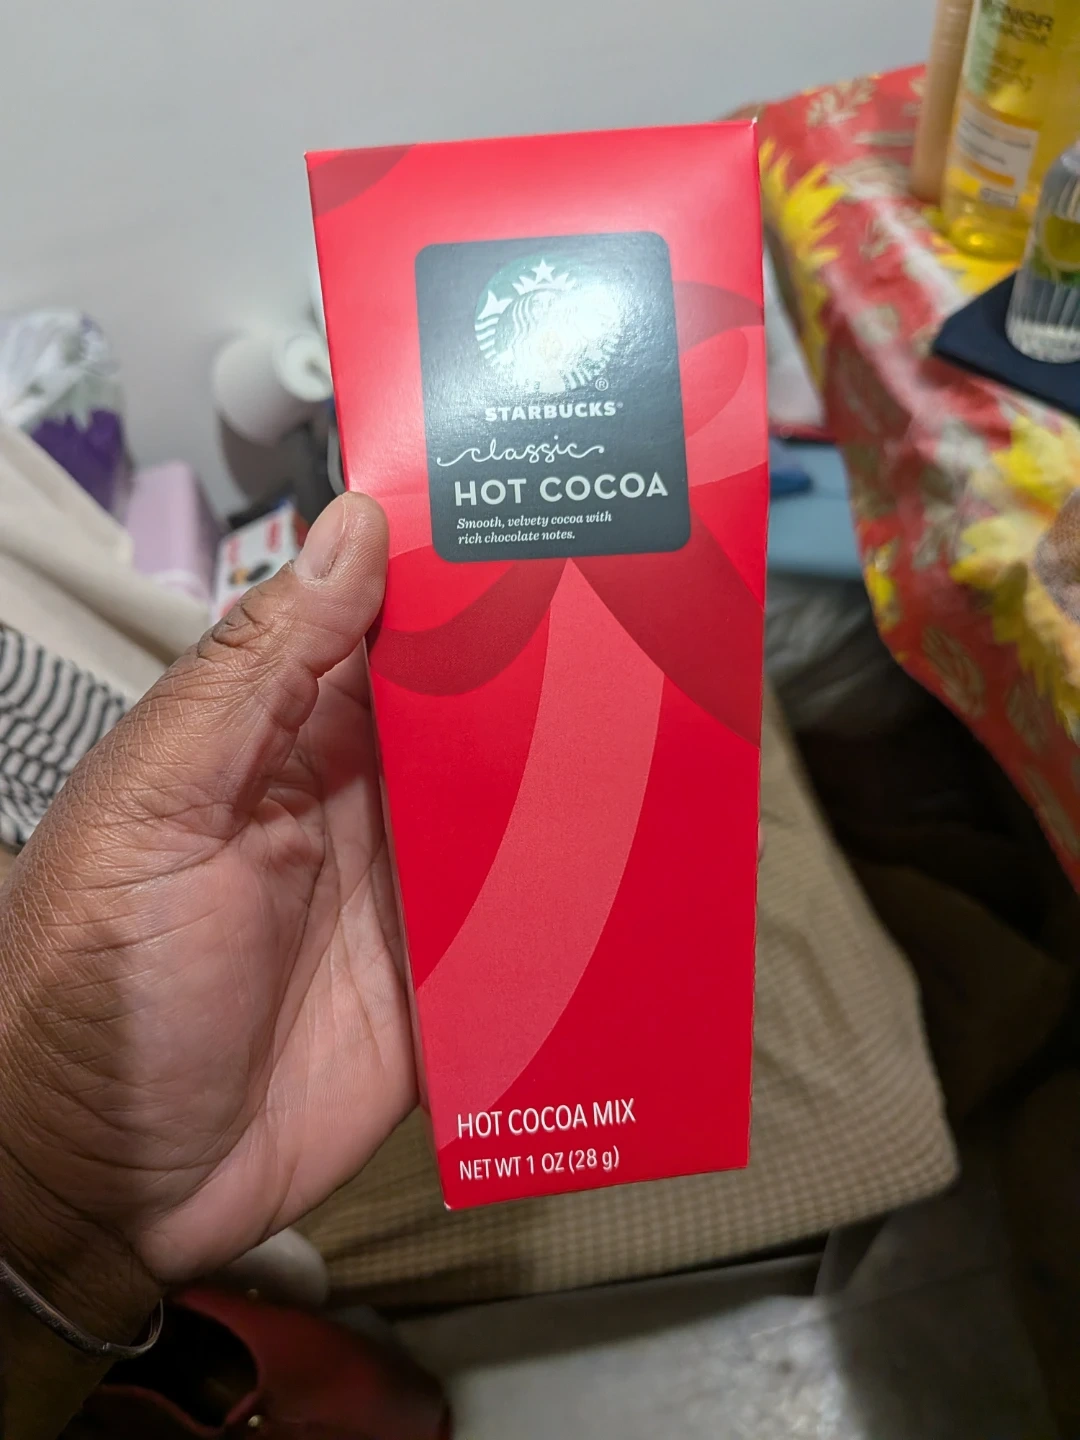 STARBUCKS®
classic
HOT COCOA
Smooth, velvety cocoa with
rich chocolate notes.
HOT COCOA MIX
NET WT 1 OZ (28 g)